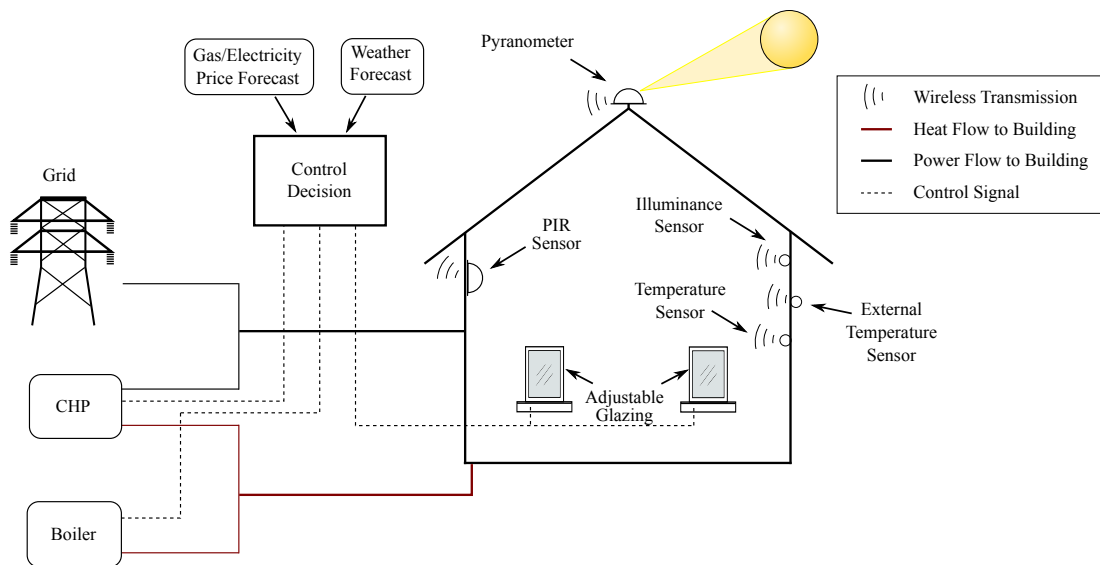 Pyranometer
Gas/Electricity
Price Forecast
Weather
Forecast
Wireless Transmission
Heat Flow to Building
Power Flow to Building
Control Signal
Control
Decision
Grid
PIR
Sensor
Illuminance
Sensor
Temperature
Sensor
External
Temperature
Sensor
Adjustable
Glazing
CHP
Boiler